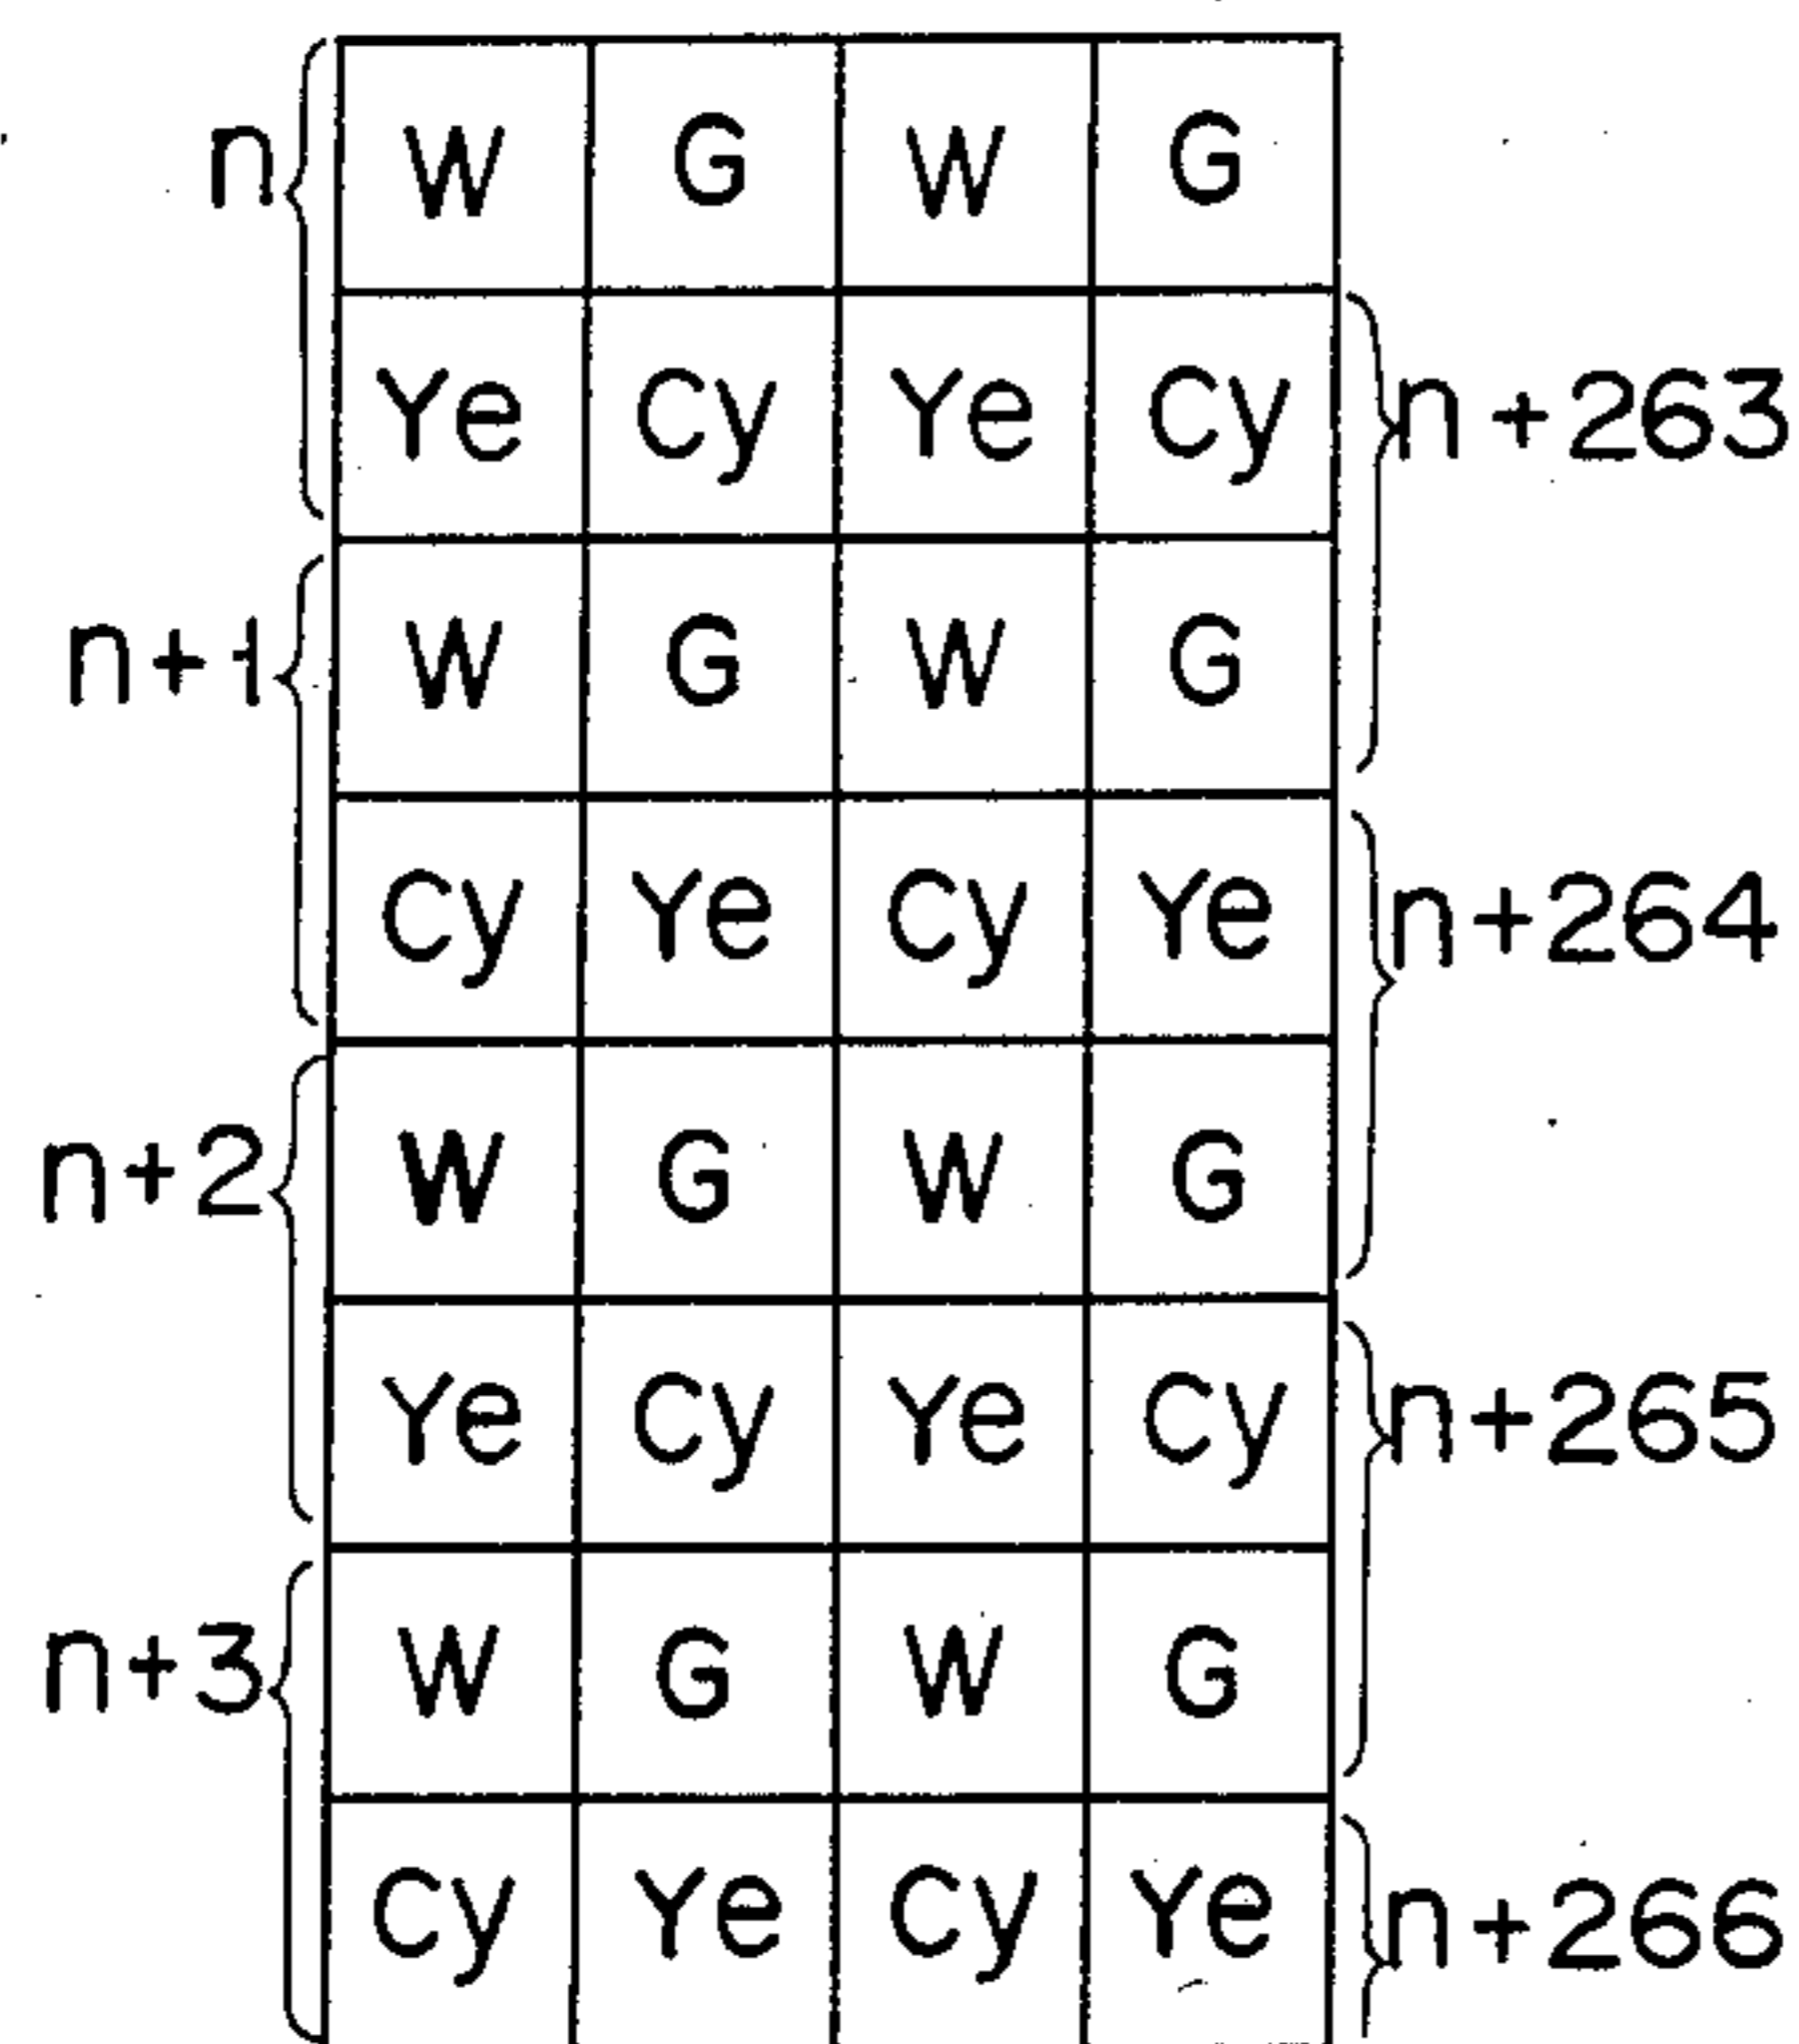 n W G W G
Ye Cy Ye Cy n+263
n+1 W G W G
Cy Ye Cy Ye n+264
n+2 W G W G
Ye Cy Ye Cy n+265
n+3 W G W G
Cy Ye Cy Ye n+266